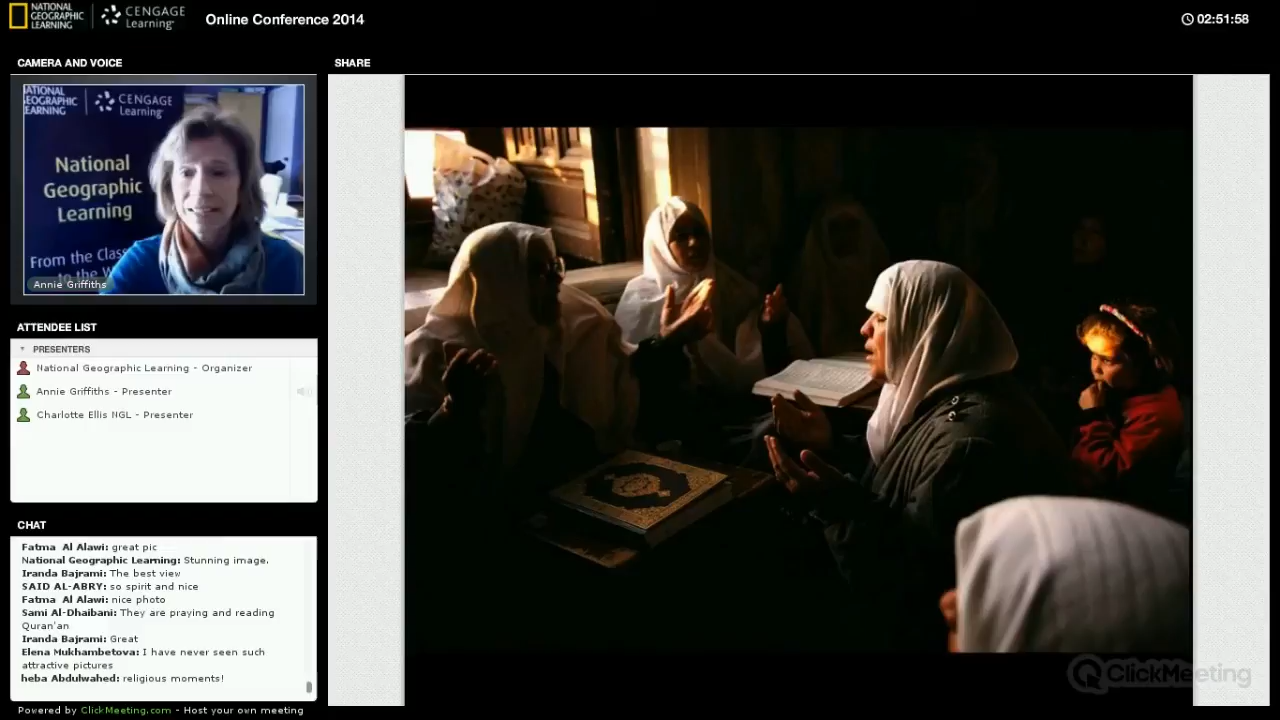 NATIONAL
GEOGRAPHIC
LEARNING
CENGAGE
Learning®
Online Conference 2014
02:51:58
CAMERA AND VOICE
SHARE
CENGAGE
Learning
National
Geographic
Learning
From the Class
to the W
Annie Griffiths
ATTENDEE LIST
PRESENTERS
National Geographic Learning - Organizer
Annie Griffiths - Presenter
Charlotte Ellis NGL - Presenter
CHAT
Fatma Al Alawi: great pic
National Geographic Learning: Stunning image.
Iranda Bajrami: The best view
SAID AL-ABRY: so spirit and nice
Fatma Al Alawi: nice photo
Sami Al-Dhaibani: They are praying and reading
Quran'an
Iranda Bajrami: Great
Elena Mukhambetova: I have never seen such
attractive pictures
heba Abdulwahed: religious moments!
Powered by ClickMeeting.com - Host your own meeting
ClickMeeting